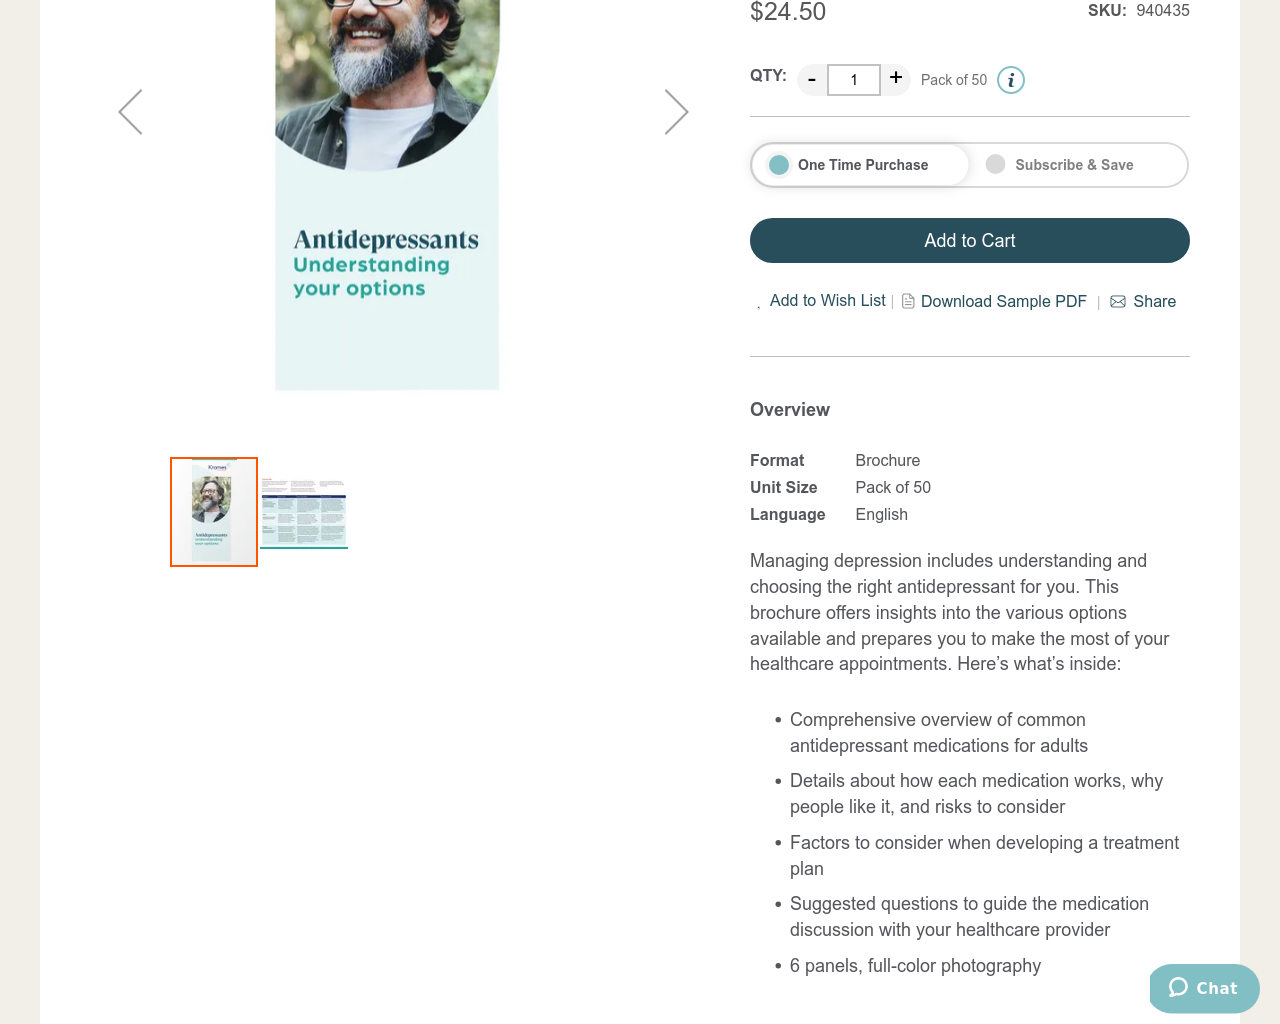 $24.50
SKU: 940435
QTY: - 1 + Pack of 50 i
One Time Purchase
Subscribe & Save
Add to Cart
Add to Wish List | Download Sample PDF | Share
Antidepressants
Understanding
your options
Krames
Antidepressants
Understanding
your options
Overview
Format Brochure
Unit Size Pack of 50
Language English
Managing depression includes understanding and
choosing the right antidepressant for you. This
brochure offers insights into the various options
available and prepares you to make the most of your
healthcare appointments. Here’s what’s inside:
• Comprehensive overview of common
antidepressant medications for adults
• Details about how each medication works, why
people like it, and risks to consider
• Factors to consider when developing a treatment
plan
• Suggested questions to guide the medication
discussion with your healthcare provider
• 6 panels, full-color photography
Chat